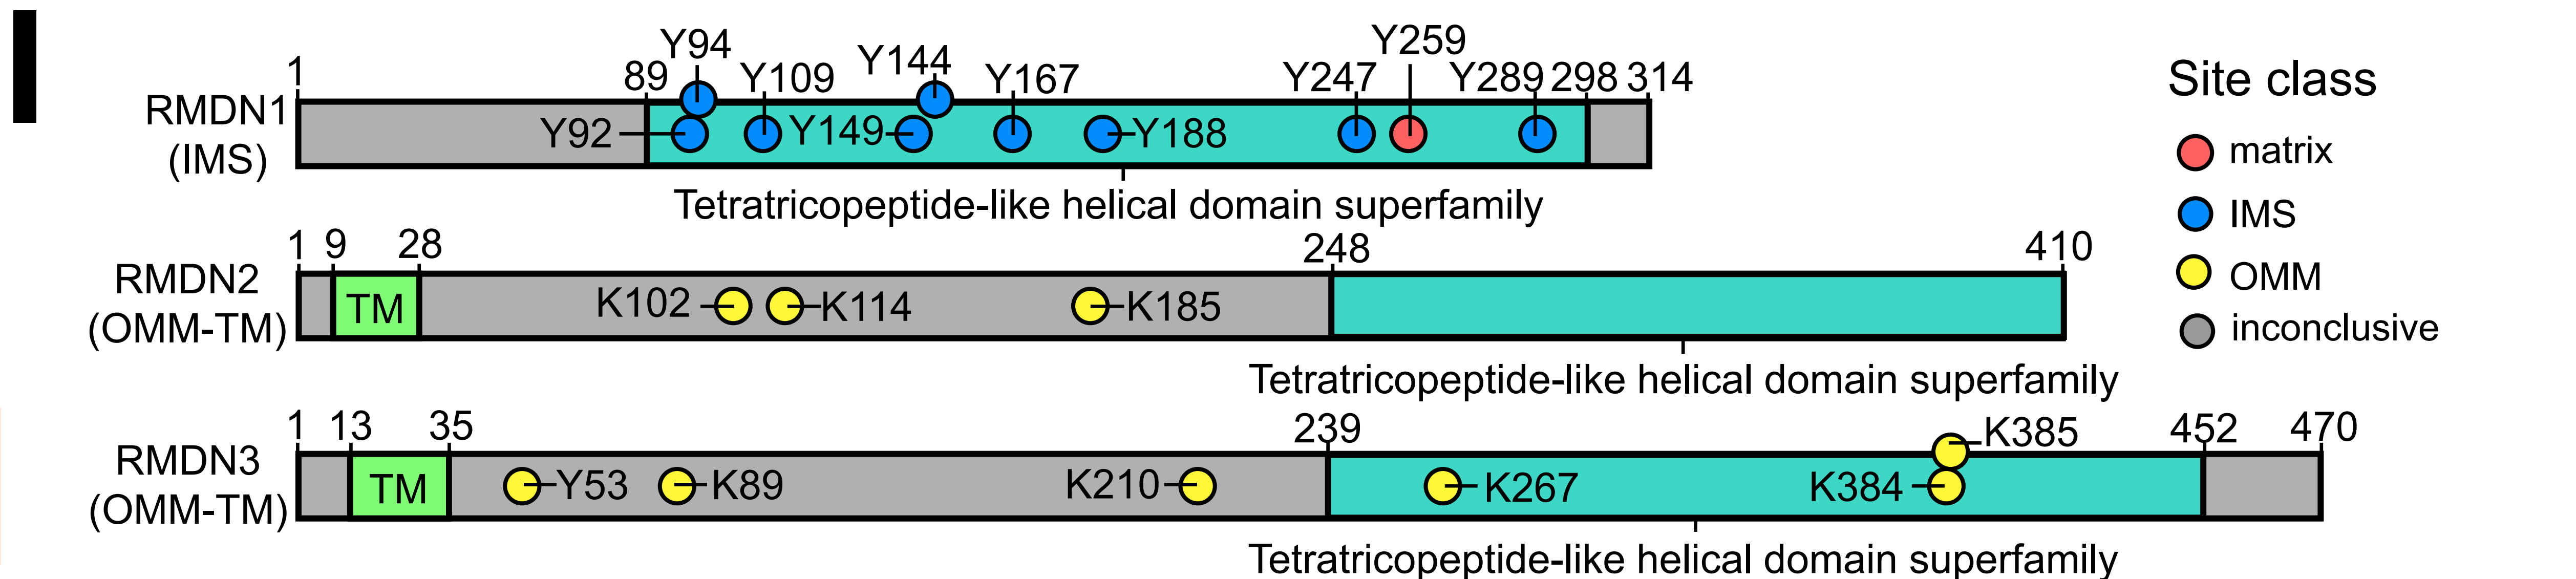 I
Y94
Y259
1
89
Y109
Y144
Y167
Y247
Y289
298
314
RMDN1
(IMS)
Y92
Y149
Y188
Tetratricopeptide-like helical domain superfamily
1
9
28
248
410
RMDN2
(OMM-TM)
TM
K102
K114
K185
Tetratricopeptide-like helical domain superfamily
1
13
35
239
K385
452
470
RMDN3
(OMM-TM)
TM
Y53
K89
K210
K267
K384
Tetratricopeptide-like helical domain superfamily
Site class
matrix
IMS
OMM
inconclusive